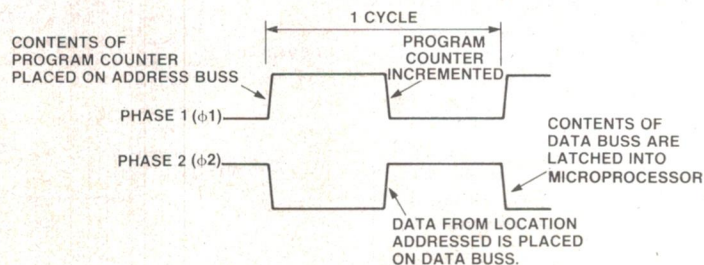 1 CYCLE
CONTENTS OF
PROGRAM COUNTER
PLACED ON ADDRESS BUSS
PROGRAM
COUNTER
INCREMENTED
PHASE 1 (ϕ1)
PHASE 2 (ϕ2)
CONTENTS OF
DATA BUSS ARE
LATCHED INTO
MICROPROCESSOR
DATA FROM LOCATION
ADDRESSED IS PLACED
ON DATA BUSS.